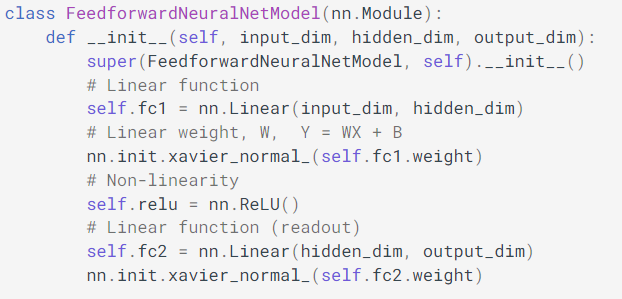 class FeedforwardNeuralNetModel(nn.Module):
    def __init__(self, input_dim, hidden_dim, output_dim):
        super(FeedforwardNeuralNetModel, self).__init__()
        # Linear function
        self.fc1 = nn.Linear(input_dim, hidden_dim)
        # Linear weight, W,  Y = WX + B
        nn.init.xavier_normal_(self.fc1.weight)
        # Non-linearity
        self.relu = nn.ReLU()
        # Linear function (readout)
        self.fc2 = nn.Linear(hidden_dim, output_dim)
        nn.init.xavier_normal_(self.fc2.weight)